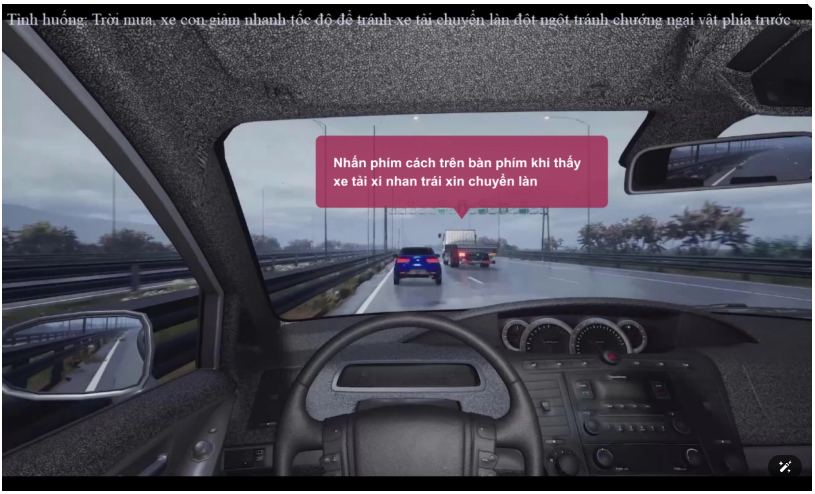 Tình huống: Trời mưa, xe con giảm nhanh tốc độ để tránh xe tải chuyển làn đột ngột tránh chướng ngại vật phía trước
Nhấn phím cách trên bàn phím khi thấy
xe tải xi nhan trái xin chuyển làn